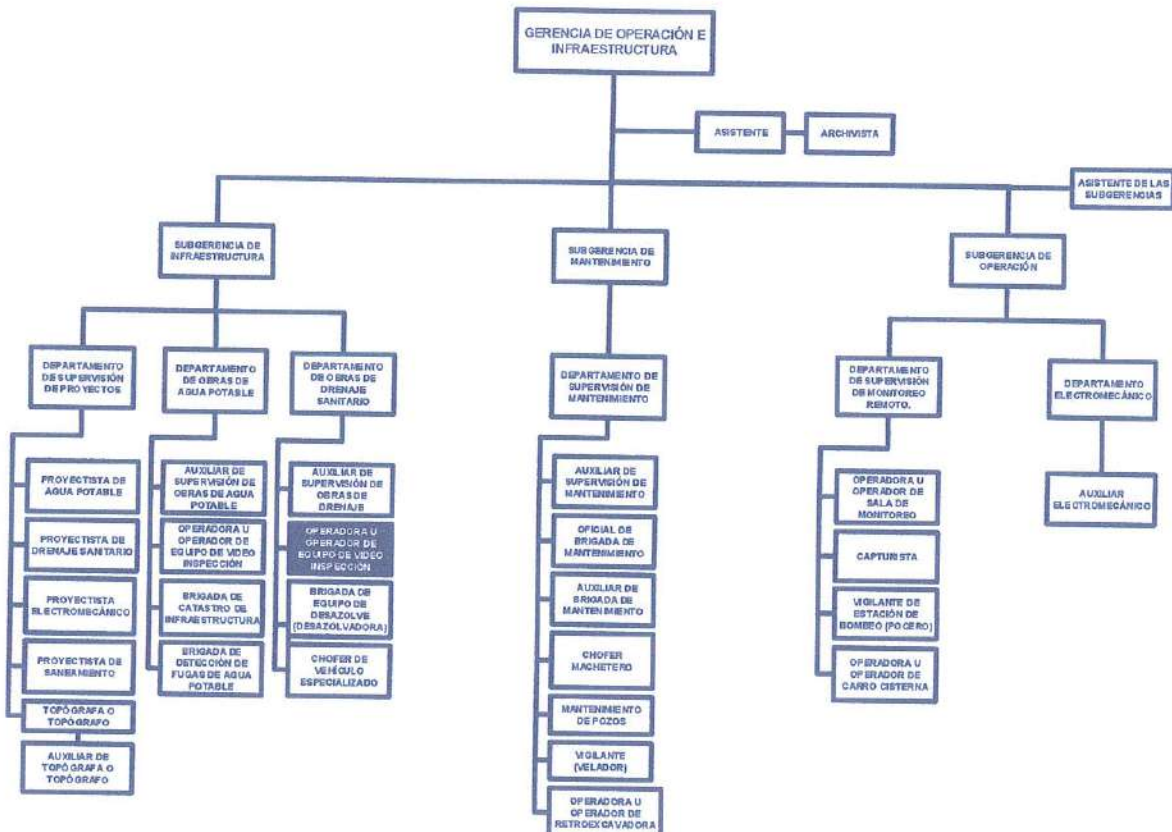 GERENCIA DE OPERACIÓN E
INFRAESTRUCTURA
ASISTENTE
ARCHIVISTA
ASISTENTE DE LAS
SUBGERENCIAS
SUBGERENCIA DE
INFRAESTRUCTURA
SUBGERENCIA DE
MANTENIMIENTO
SUBGERENCIA DE
OPERACIÓN
DEPARTAMENTO
DE SUPERVISIÓN
DE PROYECTOS
DEPARTAMENTO
DE OBRAS DE
AGUA POTABLE
DEPARTAMENTO
DE OBRAS DE
DRENAJE
SANITARIO
DEPARTAMENTO DE
SUPERVISIÓN DE
MANTENIMIENTO
DEPARTAMENTO
DE SUPERVISIÓN
DE MONITOREO
REMOTO.
DEPARTAMENTO
ELECTROMECÁNICO
PROYECTISTA DE
AGUA POTABLE
PROYECTISTA DE
DRENAJE SANITARIO
PROYECTISTA
ELECTROMECÁNICO
PROYECTISTA DE
SANEAMIENTO
TOPÓGRAFA O
TOPÓGRAFO
AUXILIAR DE
TOPÓGRAFA O
TOPÓGRAFO
AUXILIAR DE
SUPERVISIÓN DE
OBRAS DE AGUA
POTABLE
OPERADORA U
OPERADOR DE
EQUIPO DE VIDEO
INSPECCIÓN
BRIGADA DE
CATASTRO DE
INFRAESTRUCTURA
BRIGADA DE
DETECCIÓN DE
FUGAS DE AGUA
POTABLE
AUXILIAR DE
SUPERVISIÓN DE
OBRAS DE
DRENAJE
OPERADORA U
OPERADOR DE
EQUIPO DE VIDEO
INSPECCIÓN
BRIGADA DE
EQUIPO DE
DESAZOLVE
(DESAZOLVADORA)
CHOFER DE
VEHÍCULO
ESPECIALIZADO
AUXILIAR DE
SUPERVISIÓN DE
MANTENIMIENTO
OFICIAL DE
BRIGADA DE
MANTENIMIENTO
AUXILIAR DE
BRIGADA DE
MANTENIMIENTO
CHOFER
MACHETERO
MANTENIMIENTO
DE POZOS
VIGILANTE
(VELADOR)
OPERADORA U
OPERADOR DE
RETROEXCAVADORA
OPERADORA U
OPERADOR DE
SALA DE
MONITOREO
CAPTURISTA
VIGILANTE DE
ESTACIÓN DE
BOMBEO (POCERO)
OPERADORA U
OPERADOR DE
CARRO CISTERNA
AUXILIAR
ELECTROMECÁNICO